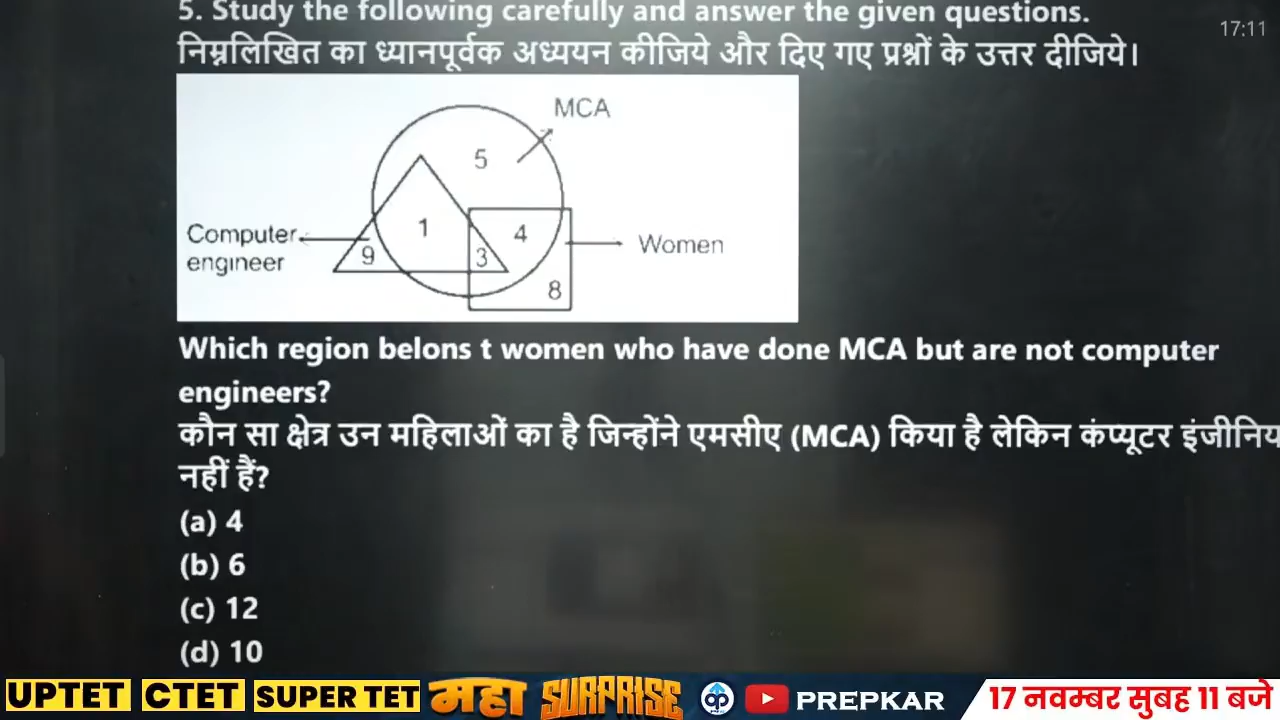 5. Study the following carefully and answer the given questions.
17:11
निम्नलिखित का ध्यानपूर्वक अध्ययन कीजिये और दिए गए प्रश्नों के उत्तर दीजिये।
MCA
5
Computer
engineer
1
4
9
3
Women
8
Which region belons t women who have done MCA but are not computer
engineers?
कौन सा क्षेत्र उन महिलाओं का है जिन्होंने एमसीए (MCA) किया है लेकिन कंप्यूटर इंजीनिय
नहीं हैं?
(a) 4
(b) 6
(c) 12
(d) 10
UPTET CTET SUPER TET महा SURPRISE PREPKAR 17 नवम्बर सुबह 11 बजे